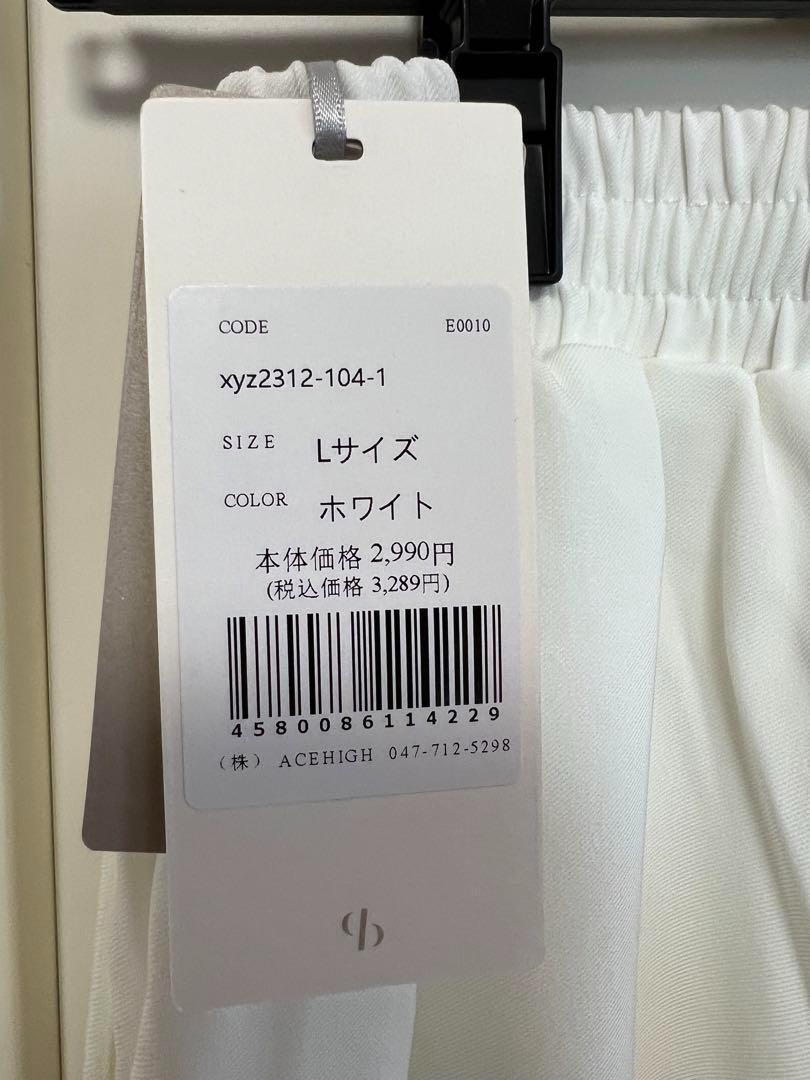 CODE E0010
xyz2312-104-1
SIZE Lサイズ
COLOR ホワイト
本体価格 2,990円
(税込価格 3,289円)
4580086114229
(株) ACEHIGH 047-712-5298